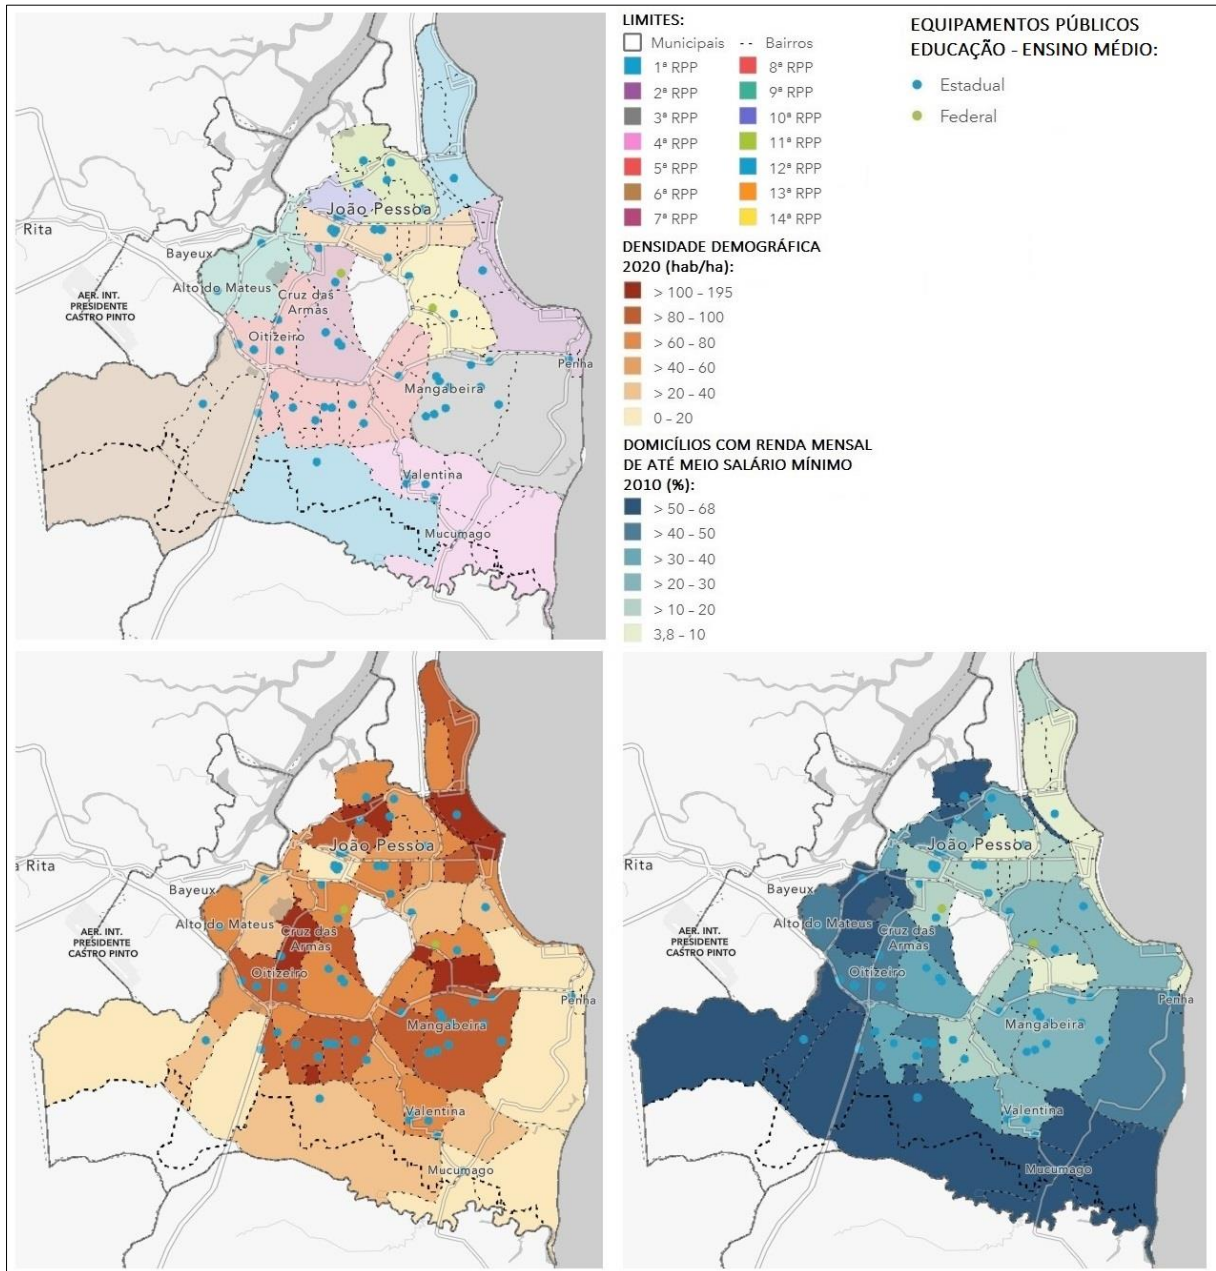 LIMITES:
Municipais
Bairros
1ª RPP
8ª RPP
2ª RPP
9ª RPP
3ª RPP
10ª RPP
4ª RPP
11ª RPP
5ª RPP
12ª RPP
6ª RPP
13ª RPP
7ª RPP
14ª RPP
EQUIPAMENTOS PÚBLICOS
EDUCAÇÃO - ENSINO MÉDIO:
Estadual
Federal
DENSIDADE DEMOGRÁFICA
2020 (hab/ha):
> 100 - 195
> 80 - 100
> 60 - 80
> 40 - 60
> 20 - 40
0 - 20
DOMICÍLIOS COM RENDA MENSAL
DE ATÉ MEIO SALÁRIO MÍNIMO
2010 (%):
> 50 - 68
> 40 - 50
> 30 - 40
> 20 - 30
> 10 - 20
3,8 - 10
João Pessoa
Rita
Bayeux
Alto do Mateus
AER. INT.
PRESIDENTE
CASTRO PINTO
Cruz das
Armas
Oitizeiro
Penha
Mangabeira
Valentina
Mucumago
João Pessoa
a Rita
Bayeux
Alto do Mateus
AER. INT.
PRESIDENTE
CASTRO PINTO
Cruz das
Armas
Oitizeiro
Penha
Mangabeira
Valentina
Mucumago
João Pessoa
Rita
Bayeux
Alto do Mateus
AER. INT.
PRESIDENTE
CASTRO PINTO
Cruz das
Armas
Oitizeiro
Penha
Mangabeira
Valentina
Mucumago